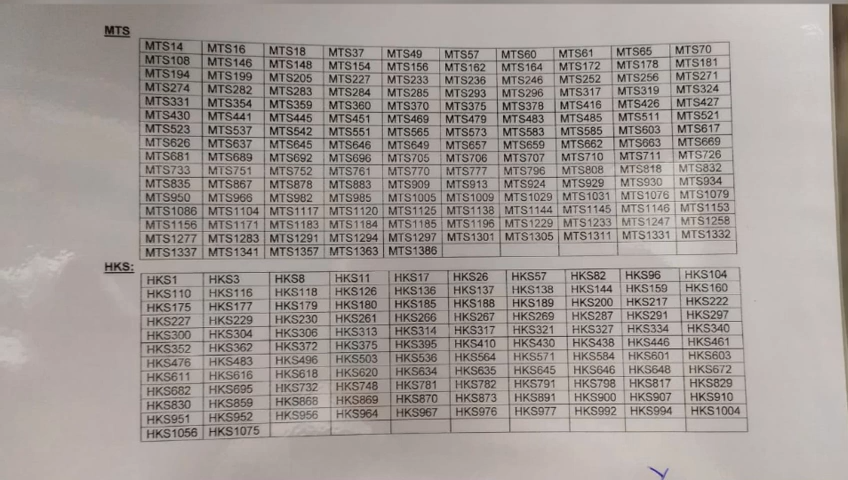 MTS
MTS14 MTS16 MTS18 MTS37 MTS49 MTS57 MTS60 MTS61 MTS65 MTS70
MTS108 MTS146 MTS148 MTS154 MTS156 MTS162 MTS164 MTS172 MTS178 MTS181
MTS194 MTS199 MTS205 MTS227 MTS233 MTS236 MTS246 MTS252 MTS256 MTS271
MTS274 MTS282 MTS283 MTS284 MTS285 MTS293 MTS296 MTS317 MTS319 MTS324
MTS331 MTS354 MTS359 MTS360 MTS370 MTS375 MTS378 MTS416 MTS426 MTS427
MTS430 MTS441 MTS445 MTS451 MTS469 MTS479 MTS483 MTS485 MTS511 MTS521
MTS523 MTS537 MTS542 MTS551 MTS565 MTS573 MTS583 MTS585 MTS603 MTS617
MTS626 MTS637 MTS645 MTS646 MTS649 MTS657 MTS659 MTS662 MTS663 MTS669
MTS681 MTS689 MTS692 MTS696 MTS705 MTS706 MTS707 MTS710 MTS711 MTS726
MTS733 MTS751 MTS752 MTS761 MTS770 MTS777 MTS796 MTS808 MTS818 MTS832
MTS835 MTS867 MTS878 MTS883 MTS909 MTS913 MTS924 MTS929 MTS930 MTS934
MTS950 MTS966 MTS982 MTS985 MTS1005 MTS1009 MTS1029 MTS1031 MTS1076 MTS1079
MTS1086 MTS1104 MTS1117 MTS1120 MTS1125 MTS1138 MTS1144 MTS1145 MTS1146 MTS1153
MTS1156 MTS1171 MTS1183 MTS1184 MTS1185 MTS1196 MTS1229 MTS1233 MTS1247 MTS1258
MTS1277 MTS1283 MTS1291 MTS1294 MTS1297 MTS1301 MTS1305 MTS1311 MTS1331 MTS1332
MTS1337 MTS1341 MTS1357 MTS1363 MTS1386
HKS:
HKS1 HKS3 HKS8 HKS11 HKS17 HKS26 HKS57 HKS82 HKS96 HKS104
HKS110 HKS116 HKS118 HKS126 HKS136 HKS137 HKS138 HKS144 HKS159 HKS160
HKS175 HKS177 HKS179 HKS180 HKS185 HKS188 HKS189 HKS200 HKS217 HKS222
HKS227 HKS229 HKS230 HKS261 HKS266 HKS267 HKS269 HKS287 HKS291 HKS297
HKS300 HKS304 HKS306 HKS313 HKS314 HKS317 HKS321 HKS327 HKS334 HKS340
HKS352 HKS362 HKS372 HKS375 HKS395 HKS410 HKS430 HKS438 HKS446 HKS461
HKS476 HKS483 HKS496 HKS503 HKS536 HKS564 HKS571 HKS584 HKS601 HKS603
HKS611 HKS616 HKS618 HKS620 HKS634 HKS635 HKS645 HKS646 HKS648 HKS672
HKS682 HKS695 HKS732 HKS748 HKS781 HKS782 HKS791 HKS798 HKS817 HKS829
HKS830 HKS859 HKS868 HKS869 HKS870 HKS873 HKS891 HKS900 HKS907 HKS910
HKS951 HKS952 HKS956 HKS964 HKS967 HKS976 HKS977 HKS992 HKS994 HKS1004
HKS1056 HKS1075